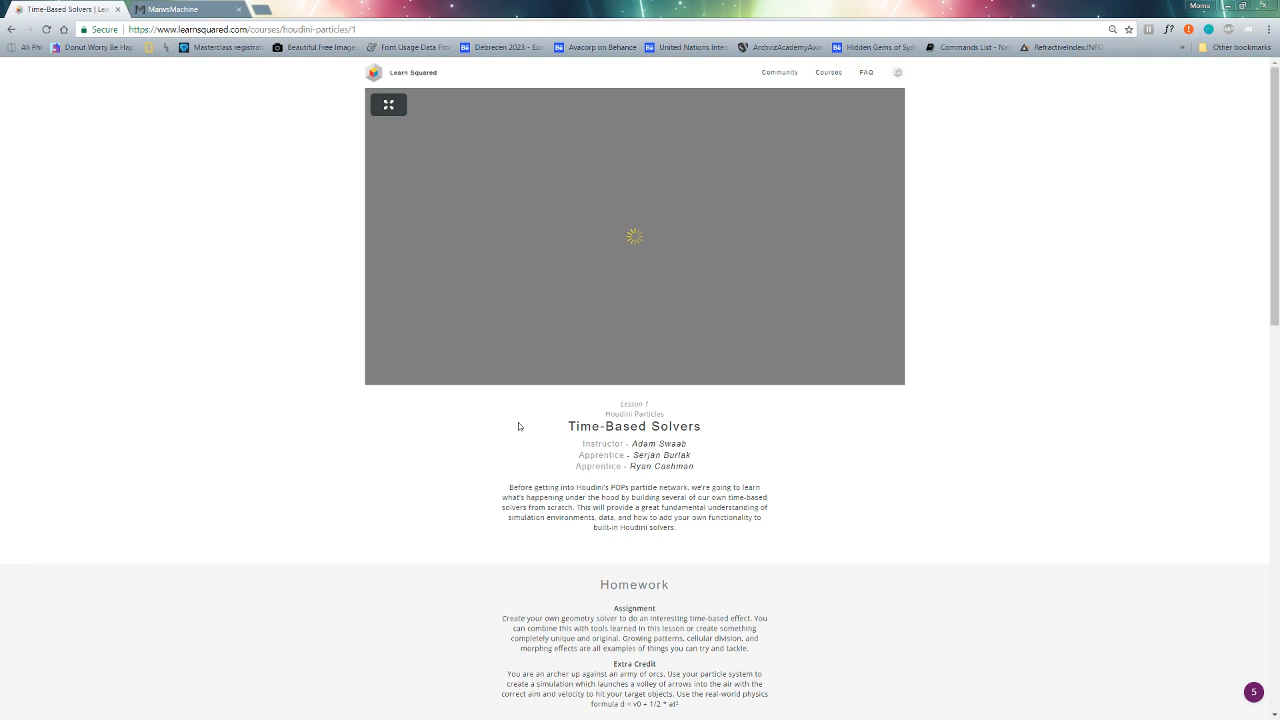 Momo
Time-Based Solvers | Lea
ManvsMachine
Secure
https://www.learnsquared.com/courses/houdini-particles/1
Ali Phi
Donut Worry Be Hap
Masterclass registrat
Beautiful Free Image
Font Usage Data Fro
Debrecen 2023 - Eur
Avacorp on Behance
United Nations Inter
ArchvizAcademyAwa
Hidden Gems of Syd
Commands List - Na
RefractiveIndex.INFO
»
Other bookmarks
Learn Squared
Community
Courses
FAQ
Lesson 1
Houdini Particles
Time-Based Solvers
Instructor - Adam Swaab
Apprentice - Serjan Burlak
Apprentice - Ryan Cashman
Before getting into Houdini's POPs particle network, we're going to learn
what's happening under the hood by building several of our own time-based
solvers from scratch. This will provide a great fundamental understanding of
simulation environments, data, and how to add your own functionality to
built-in Houdini solvers.
Homework
Assignment
Create your own geometry solver to do an interesting time-based effect. You
can combine this with tools learned in this lesson or create something
completely unique and original. Growing patterns, cellular division, and
morphing effects are all examples of things you can try and tackle.
Extra Credit
You are an archer up against an army of orcs. Use your particle system to
create a simulation which launches a volley of arrows into the air with the
correct aim and velocity to hit your target objects. Use the real-world physics
formula d = v0 + 1/2 * at²
5